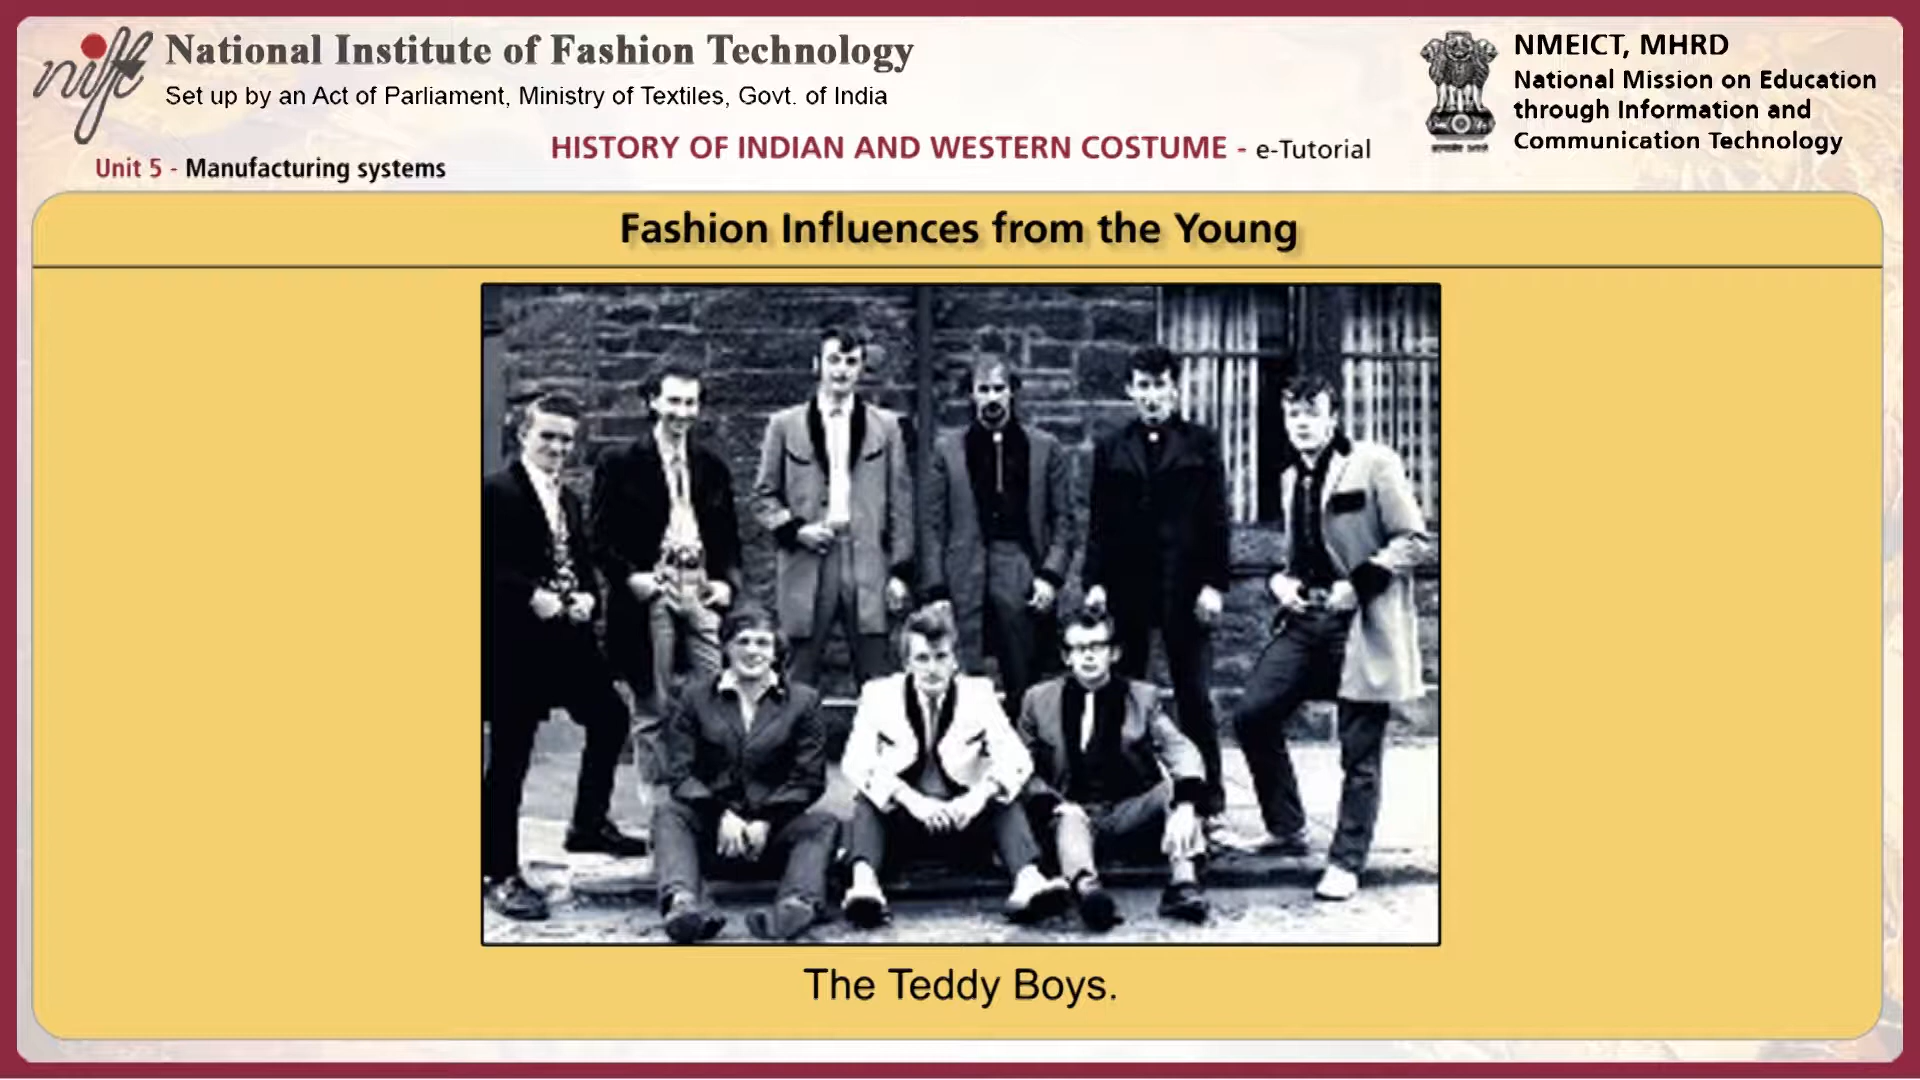 nift
National Institute of Fashion Technology
Set up by an Act of Parliament, Ministry of Textiles, Govt. of India
NMEICT, MHRD
National Mission on Education
through Information and
Communication Technology
HISTORY OF INDIAN AND WESTERN COSTUME - e-Tutorial
Unit 5 - Manufacturing systems
Fashion Influences from the Young
The Teddy Boys.